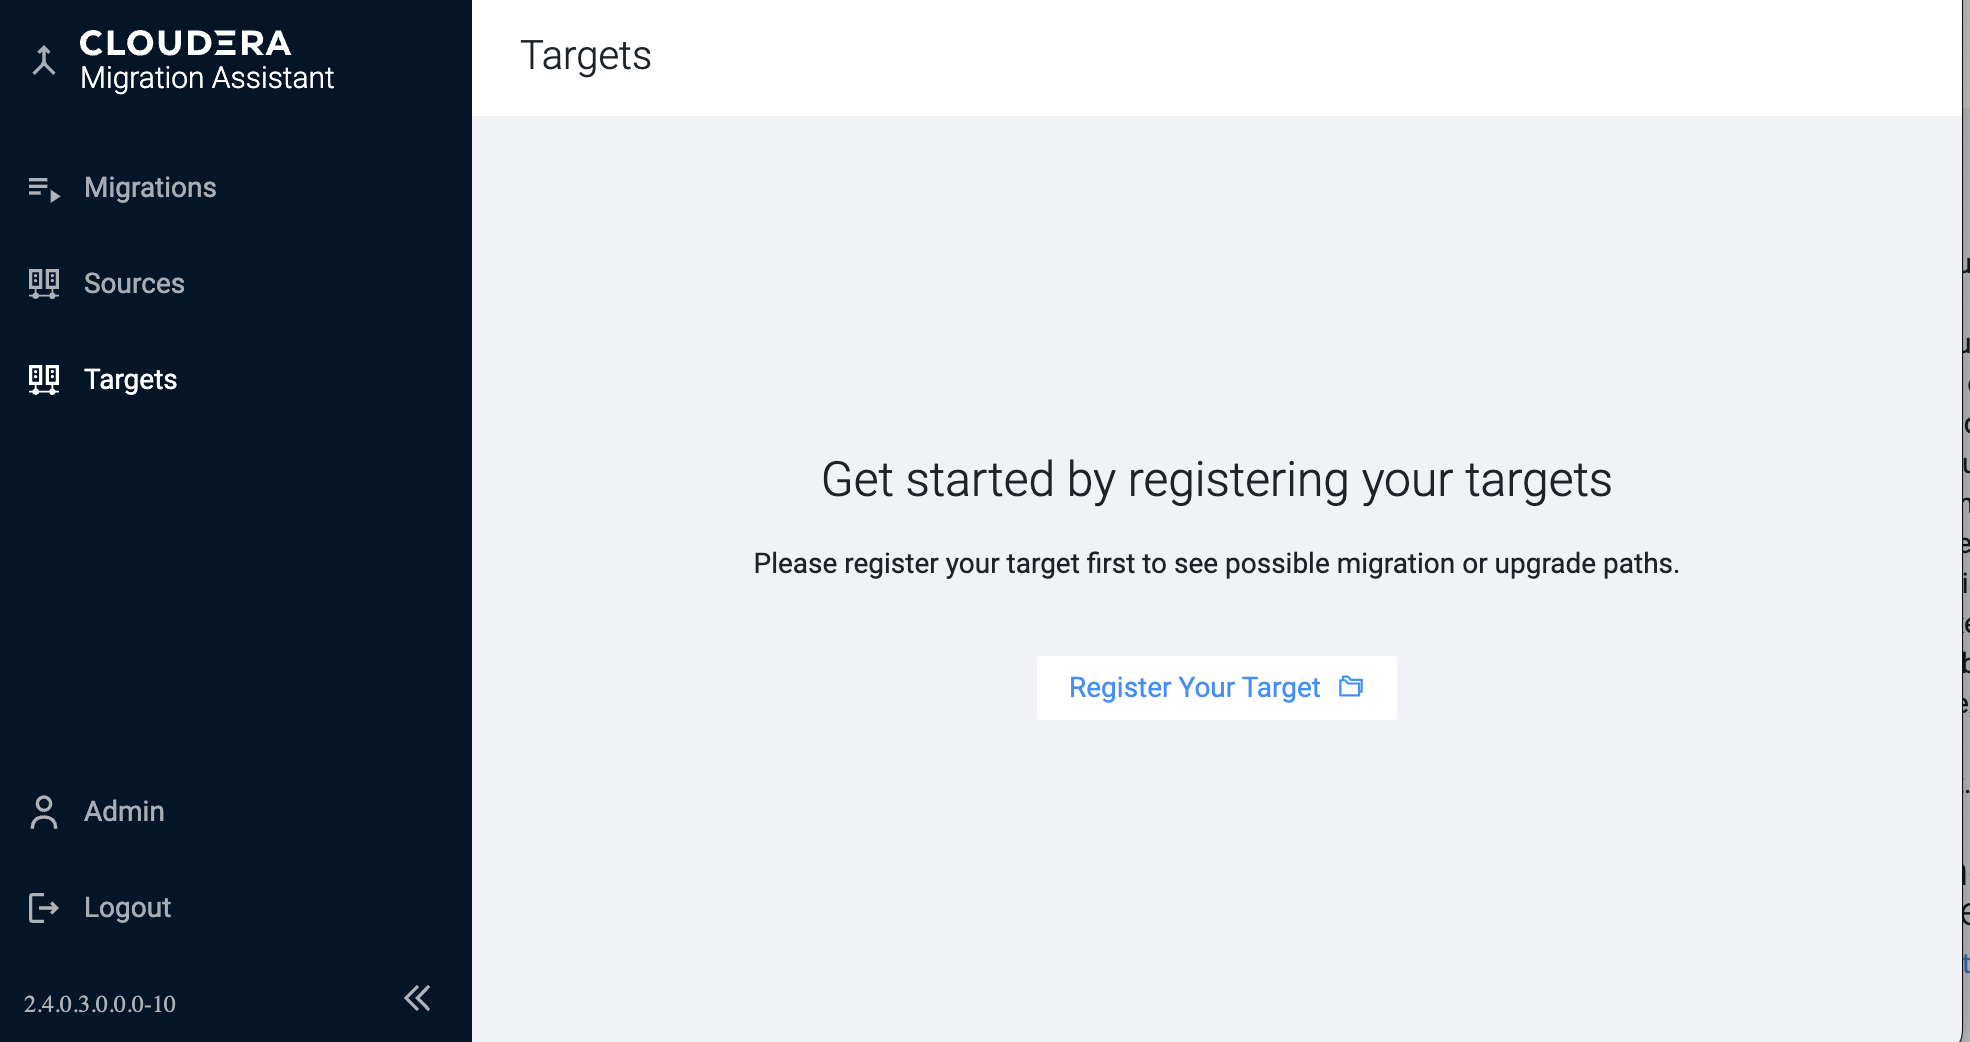 CLOUDERA
Migration Assistant
Migrations
Sources
Targets
Admin
Logout
2.4.0.3.0.0.0-10
Targets
Get started by registering your targets
Please register your target first to see possible migration or upgrade paths.
Register Your Target